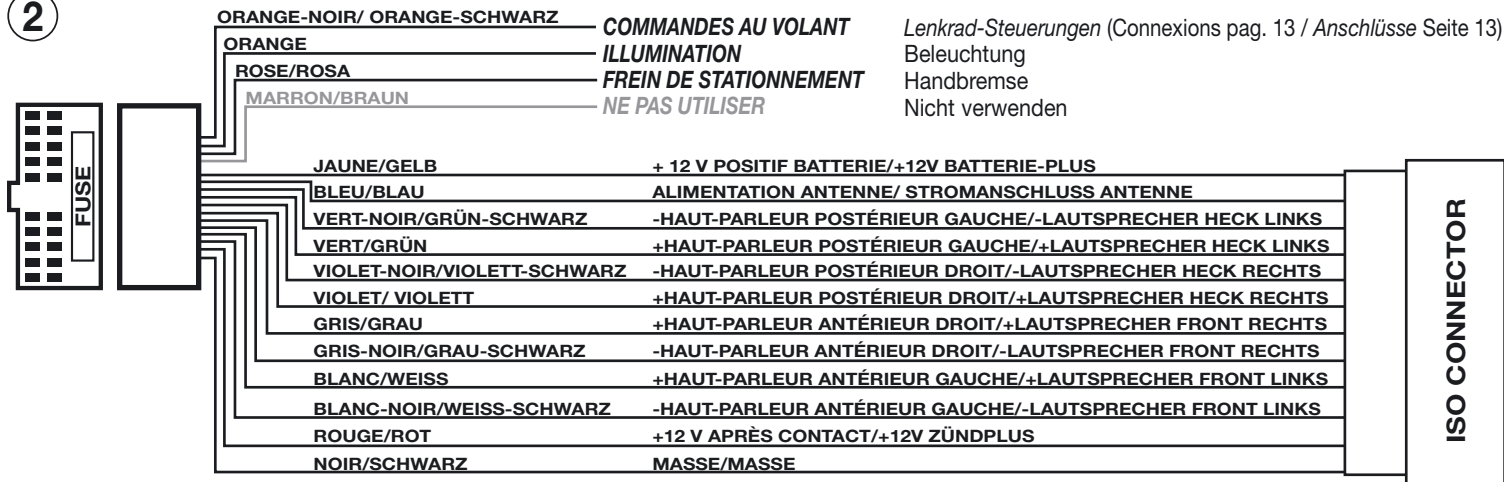 2
ORANGE-NOIR/ ORANGE-SCHWARZ COMMANDES AU VOLANT Lenkrad-Steuerungen (Connexions pag. 13 / Anschlüsse Seite 13)
ORANGE ILLUMINATION Beleuchtung
ROSE/ROSA FREIN DE STATIONNEMENT Handbremse
MARRON/BRAUN NE PAS UTILISER Nicht verwenden
FUSE
JAUNE/GELB + 12 V POSITIF BATTERIE/+12V BATTERIE-PLUS
BLEU/BLAU ALIMENTATION ANTENNE/ STROMANSCHLUSS ANTENNE
VERT-NOIR/GRÜN-SCHWARZ -HAUT-PARLEUR POSTÉRIEUR GAUCHE/-LAUTSPRECHER HECK LINKS
VERT/GRÜN +HAUT-PARLEUR POSTÉRIEUR GAUCHE/+LAUTSPRECHER HECK LINKS
VIOLET-NOIR/VIOLETT-SCHWARZ -HAUT-PARLEUR POSTÉRIEUR DROIT/-LAUTSPRECHER HECK RECHTS
VIOLET/ VIOLETT +HAUT-PARLEUR POSTÉRIEUR DROIT/+LAUTSPRECHER HECK RECHTS
GRIS/GRAU +HAUT-PARLEUR ANTÉRIEUR DROIT/+LAUTSPRECHER FRONT RECHTS
GRIS-NOIR/GRAU-SCHWARZ -HAUT-PARLEUR ANTÉRIEUR DROIT/-LAUTSPRECHER FRONT RECHTS
BLANC/WEISS +HAUT-PARLEUR ANTÉRIEUR GAUCHE/+LAUTSPRECHER FRONT LINKS
BLANC-NOIR/WEISS-SCHWARZ -HAUT-PARLEUR ANTÉRIEUR GAUCHE/-LAUTSPRECHER FRONT LINKS
ROUGE/ROT +12 V APRÈS CONTACT/+12V ZÜNDPLUS
NOIR/SCHWARZ MASSE/MASSE
ISO CONNECTOR